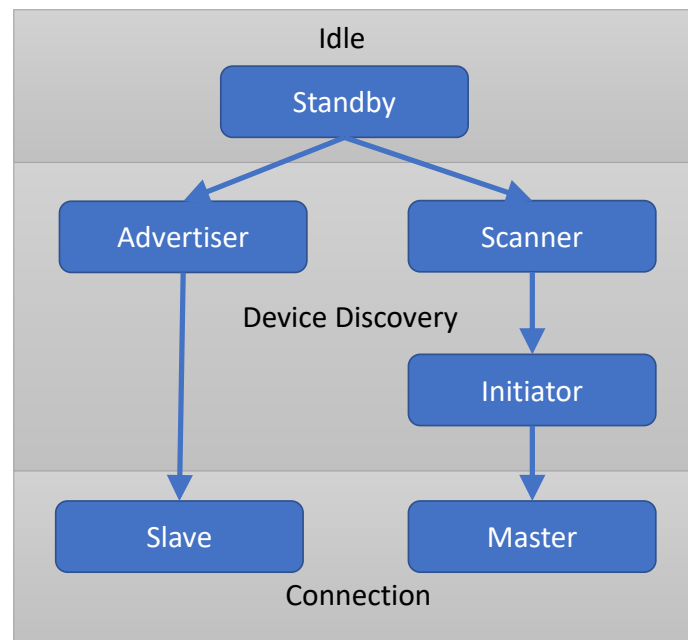 Idle
Standby
Advertiser
Scanner
Device Discovery
Initiator
Slave
Master
Connection